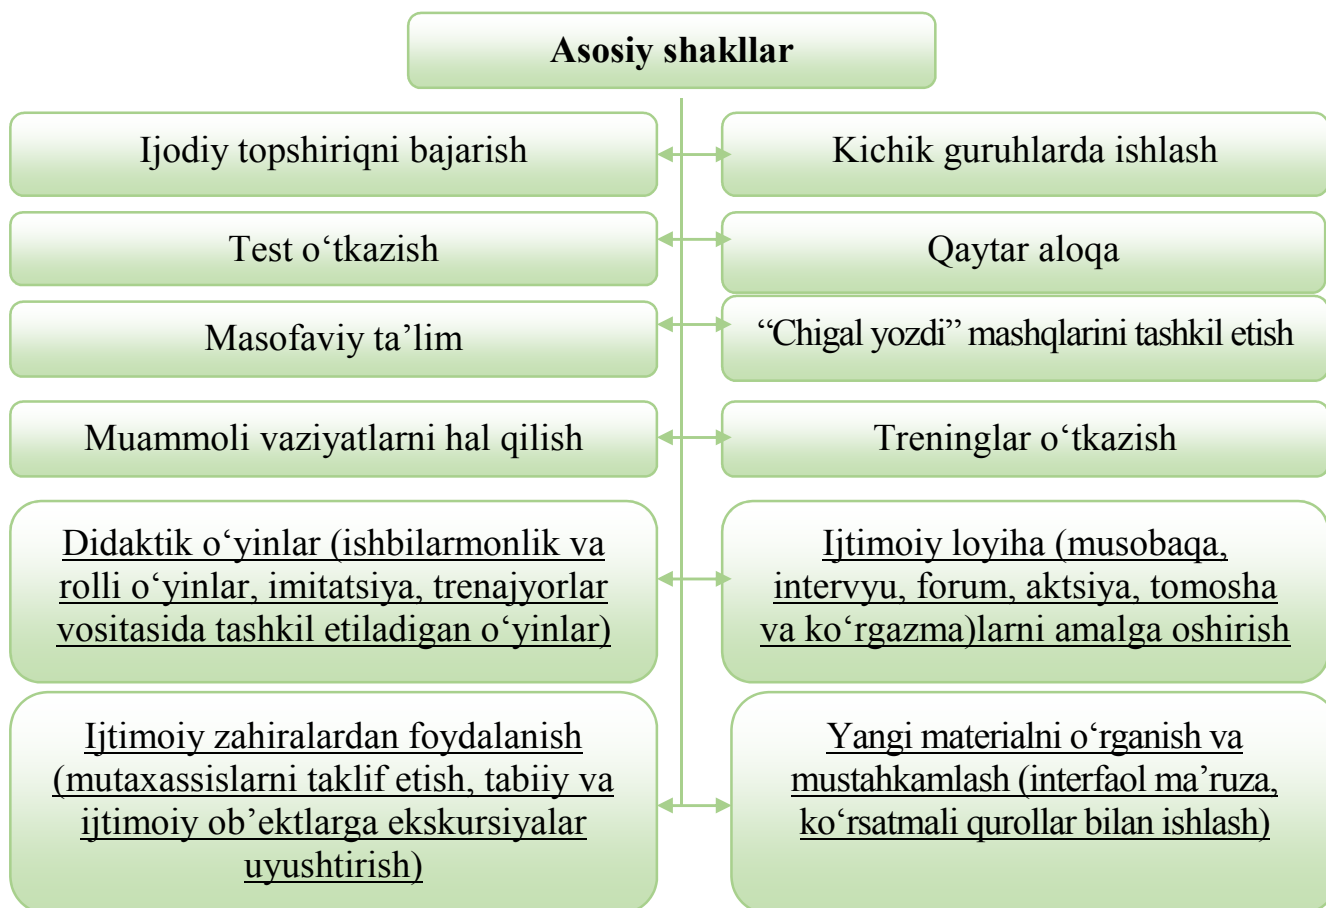 Asosiy shakllar
Ijodiy topshiriqni bajarish
Kichik guruhlarda ishlash
Test o‘tkazish
Qaytar aloqa
Masofaviy ta’lim
“Chigal yozdi” mashqlarini tashkil etish
Muammoli vaziyatlarni hal qilish
Treninglar o‘tkazish
Didaktik o‘yinlar (ishbilarmonlik va
rolli o‘yinlar, imitatsiya, trenajyorlar
vositasida tashkil etiladigan o‘yinlar)
Ijtimoiy loyiha (musobaqa,
intervyu, forum, aktsiya, tomosha
va ko‘rgazma)larni amalga oshirish
Ijtimoiy zahiralardan foydalanish
(mutaxassislarni taklif etish, tabiiy va
ijtimoiy ob’ektlarga ekskursiyalar
uyushtirish)
Yangi materialni o‘rganish va
mustahkamlash (interfaol ma’ruza,
ko‘rsatmali qurollar bilan ishlash)